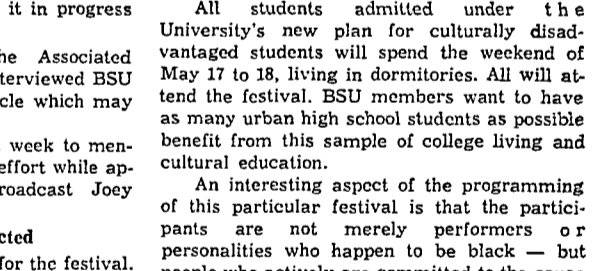 it in progress
he Associated
terviewed BSU
cle which may
week to men-
effort while ap-
roadcast Joey
cted
for the festival.
All students admitted under the
University's new plan for culturally disad-
vantaged students will spend the weekend of
May 17 to 18, living in dormitories. All will at-
tend the festival. BSU members want to have
as many urban high school students as possible
benefit from this sample of college living and
cultural education.
An interesting aspect of the programming
of this particular festival is that the partici-
pants are not merely performers or
personalities who happen to be black — but